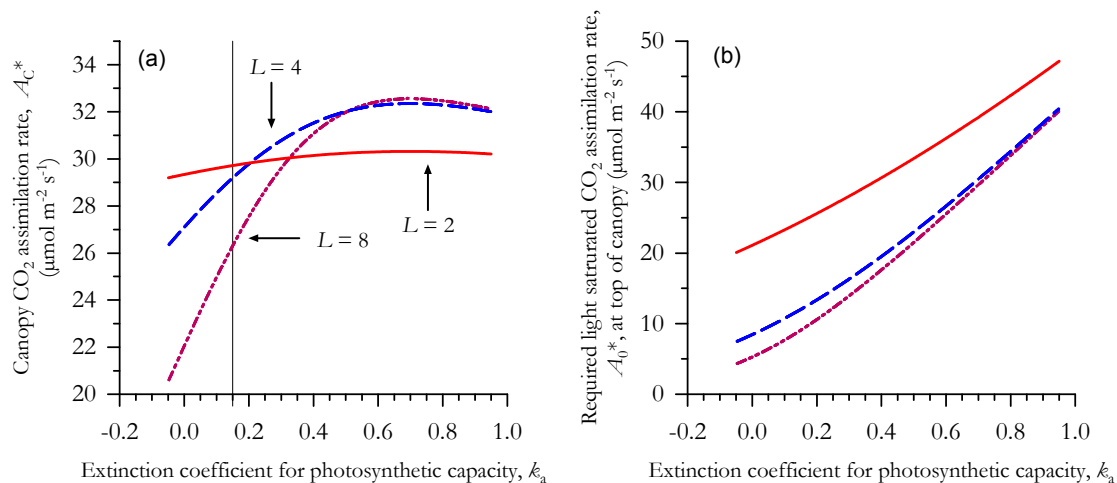 (a)
Canopy CO₂ assimilation rate, A_C*
(µmol m⁻² s⁻¹)
34
32
30
28
26
24
22
20
L = 4
L = 2
L = 8
-0.2 0.0 0.2 0.4 0.6 0.8 1.0
Extinction coefficient for photosynthetic capacity, kₐ
(b)
Required light satrurated CO₂ assimilation rate,
A₀*, at top of canopy (µmol m⁻² s⁻¹)
50
40
30
20
10
0
-0.2 0.0 0.2 0.4 0.6 0.8 1.0
Extinction coefficient for photosynthetic capacity, kₐ